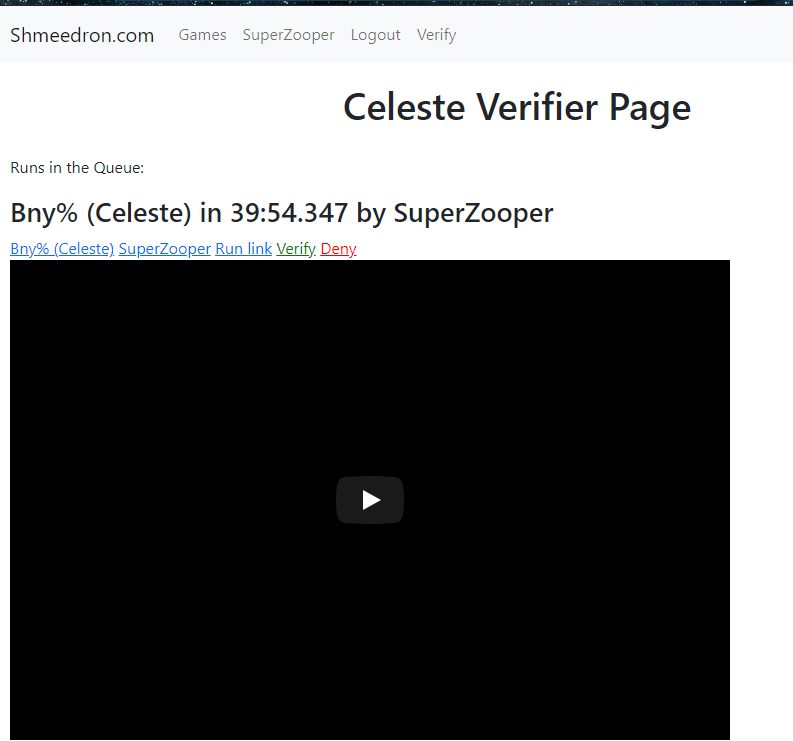 Shmeedron.com Games SuperZooper Logout Verify
Celeste Verifier Page
Runs in the Queue:
Bny% (Celeste) in 39:54.347 by SuperZooper
Bny% (Celeste) SuperZooper Run link Verify Deny